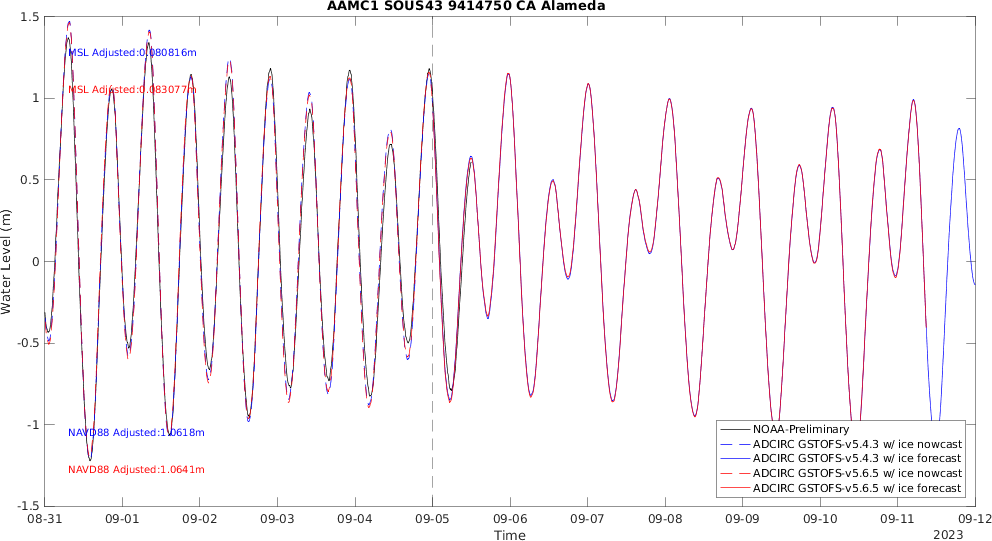 AAMC1 SOUS43 9414750 CA Alameda
1.5
1
0.5
0
-0.5
-1
-1.5
Water Level (m)
MSL Adjusted:0.080816m
MSL Adjusted:0.083077m
NAVD88 Adjusted:1.0618m
NAVD88 Adjusted:1.0641m
NOAA-Preliminary
ADCIRC GSTOFS-v5.4.3 w/ ice nowcast
ADCIRC GSTOFS-v5.4.3 w/ ice forecast
ADCIRC GSTOFS-v5.6.5 w/ ice nowcast
ADCIRC GSTOFS-v5.6.5 w/ ice forecast
08-31 09-01 09-02 09-03 09-04 09-05 09-06 09-07 09-08 09-09 09-10 09-11 09-12
Time
2023